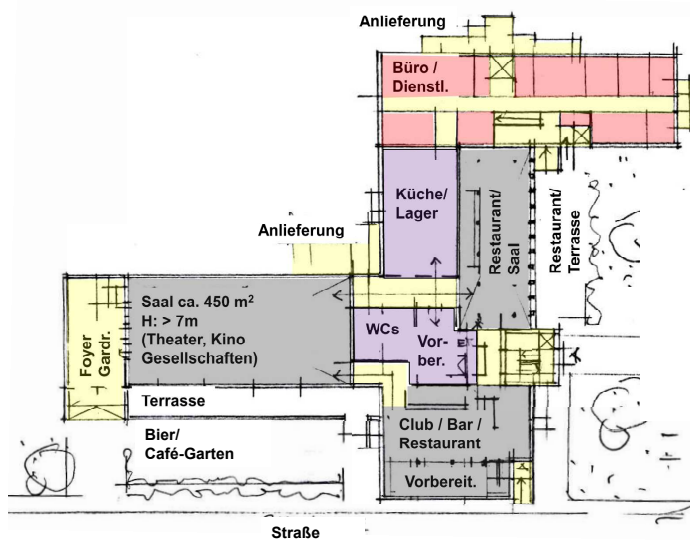 Anlieferung
Büro /
Dienstl.
Küche/
Lager
Restaurant/
Saal
Restaurant/
Terrasse
Anlieferung
Foyer
Gardr.
Saal ca. 450 m²
H: > 7m
(Theater, Kino
Gesellschaften)
WCs
Vor-
ber.
Terrasse
Bier/
Café-Garten
Club / Bar /
Restaurant
Vorbereit.
Straße